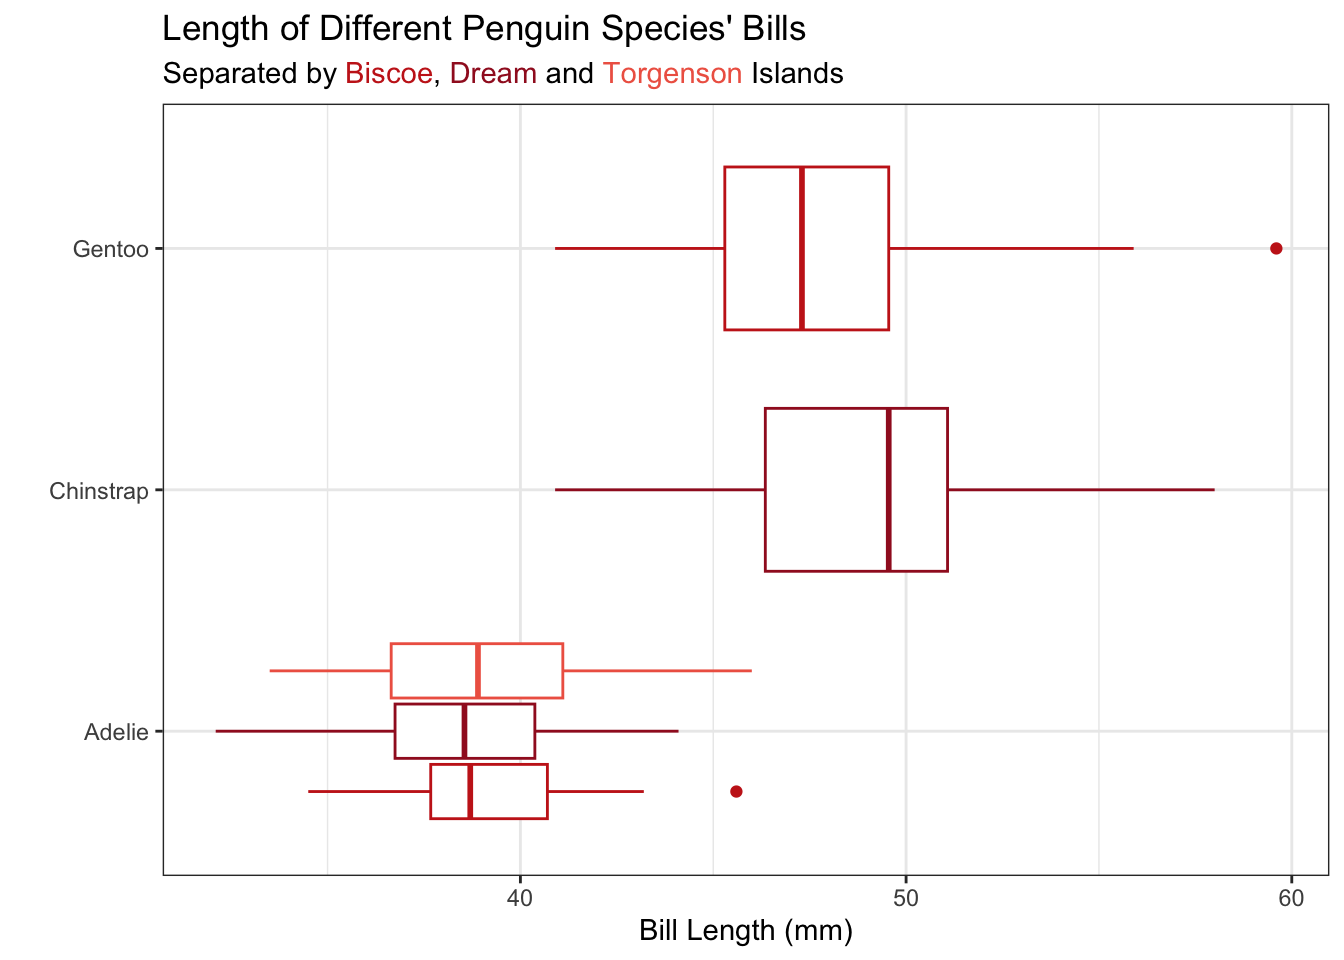 Length of Different Penguin Species' Bills
Separated by Biscoe, Dream and Torgenson Islands
Gentoo
Chinstrap
Adelie
40 50 60
Bill Length (mm)